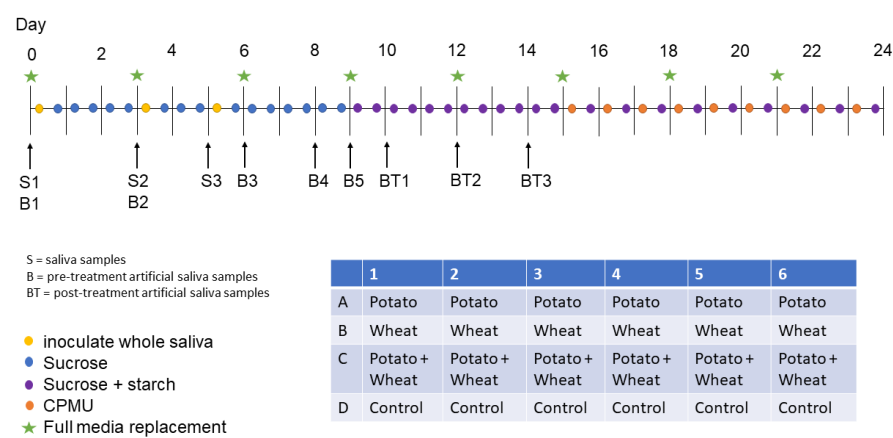 Day
0 2 4 6 8 10 12 14 16 18 20 22 24
S1 S2 S3 B3 B4 B5 BT1 BT2 BT3
B1 B2
S = saliva samples
B = pre-treatment artificial saliva samples
BT = post-treatment artificial saliva samples
inoculate whole saliva
Sucrose
Sucrose + starch
CPMU
Full media replacement
1 2 3 4 5 6
A Potato Potato Potato Potato Potato Potato
B Wheat Wheat Wheat Wheat Wheat Wheat
C Potato + Potato + Potato + Potato + Potato + Potato +
Wheat Wheat Wheat Wheat Wheat Wheat
D Control Control Control Control Control Control